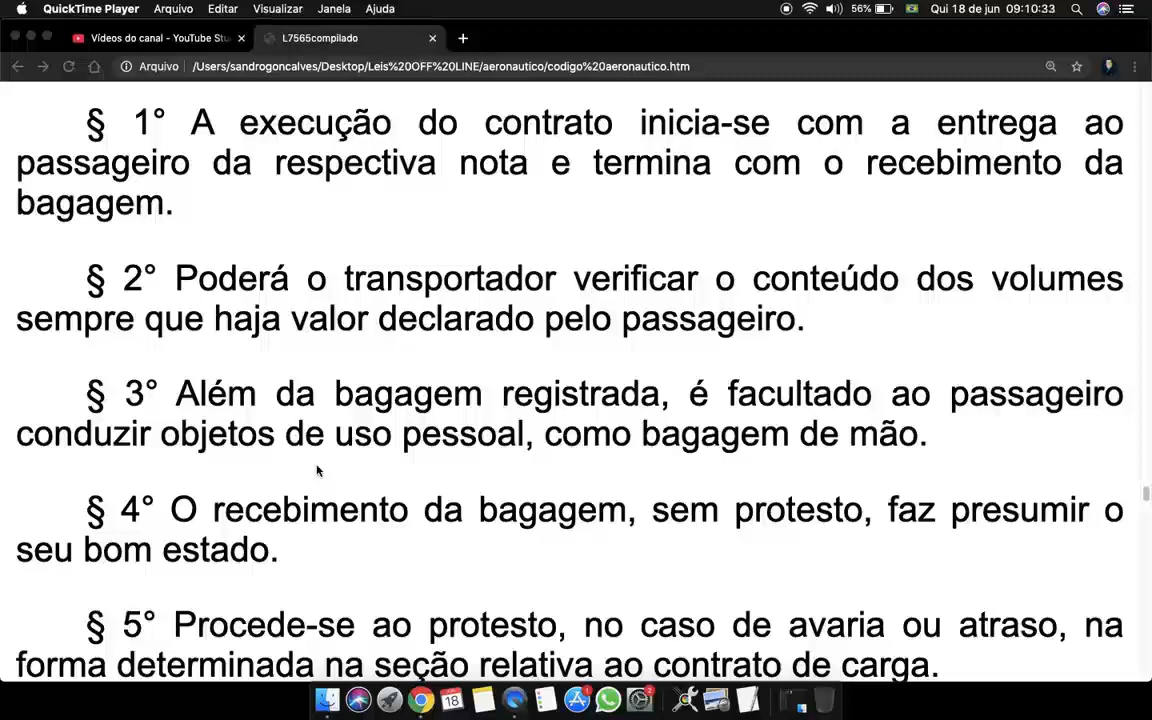 QuickTime Player Arquivo Editar Visualizar Janela Ajuda 56% Qui 18 de jun 09:10:33
Vídeos do canal - YouTube Stu L7565compilado
Arquivo /Users/sandrogoncalves/Desktop/Leis%20OFF%20LINE/aeronautico/codigo%20aeronautico.htm
§ 1° A execução do contrato inicia-se com a entrega ao
passageiro da respectiva nota e termina com o recebimento da
bagagem.
§ 2° Poderá o transportador verificar o conteúdo dos volumes
sempre que haja valor declarado pelo passageiro.
§ 3° Além da bagagem registrada, é facultado ao passageiro
conduzir objetos de uso pessoal, como bagagem de mão.
§ 4° O recebimento da bagagem, sem protesto, faz presumir o
seu bom estado.
§ 5° Procede-se ao protesto, no caso de avaria ou atraso, na
forma determinada na seção relativa ao contrato de carga.
18 1 2